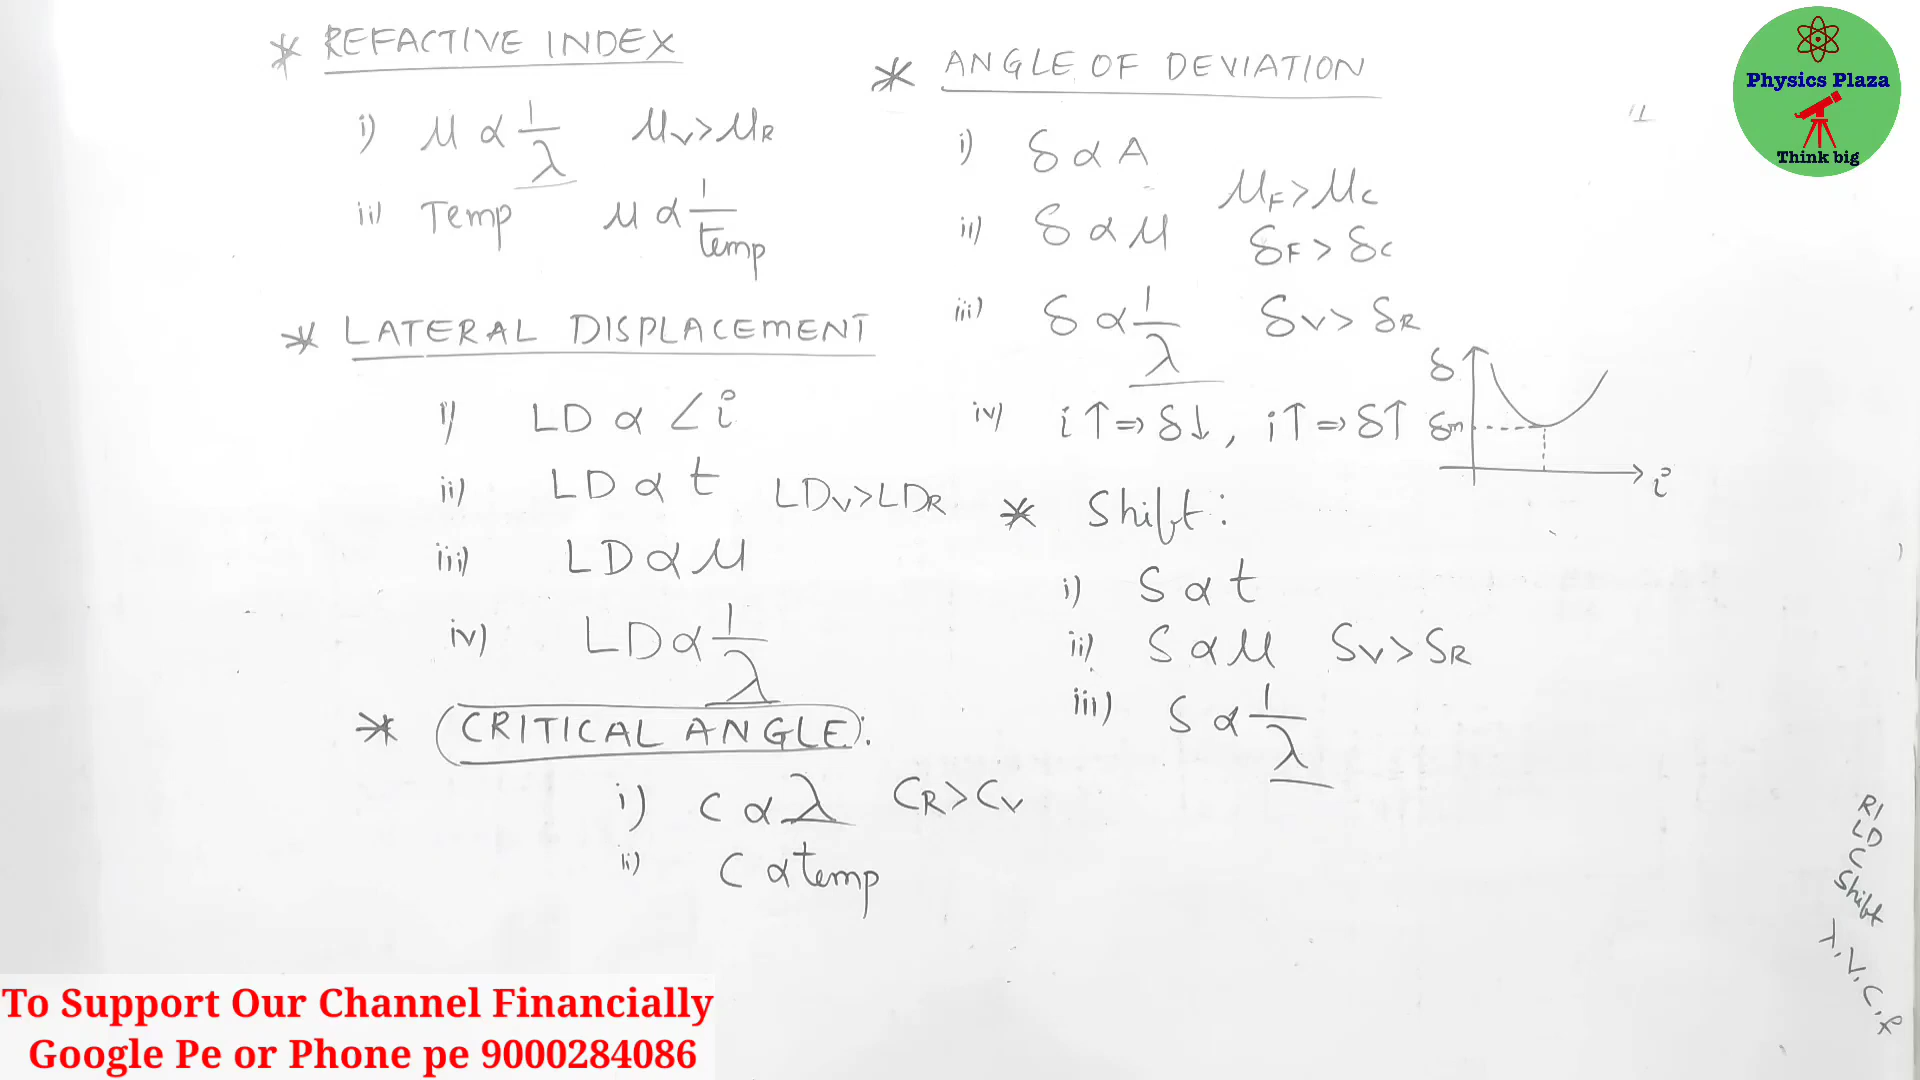 * REFACTIVE INDEX
i) μ ∝ 1/λ μV > μR
ii) Temp μ ∝ 1/temp
* LATERAL DISPLACEMENT
i) LD ∝ ∠i
ii) LD ∝ t LDV > LDR
iii) LD ∝ μ
iv) LD ∝ 1/λ
* CRITICAL ANGLE :
i) C ∝ λ CR > CV
ii) C ∝ temp
* ANGLE OF DEVIATION
i) δ ∝ A
ii) δ ∝ μ μF > μC
δF > δC
iii) δ ∝ 1/λ δV > δR
iv) i↑ ⇒ δ↓, i↑ ⇒ δ↑
δ
δm
i
* Shift :
i) S ∝ t
ii) S ∝ μ SV > SR
iii) S ∝ 1/λ
Physics Plaza
Think big
RI
LD
C
Shift
To Support Our Channel Financially
Google Pe or Phone pe 9000284086